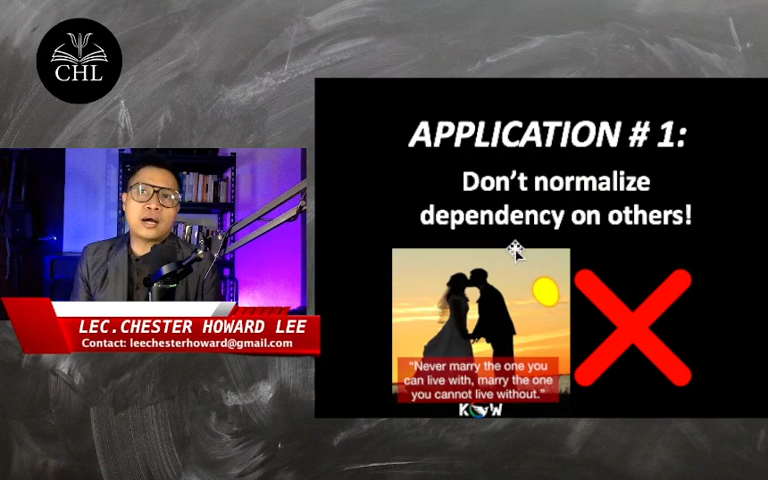 CHL
APPLICATION # 1:
Don't normalize
dependency on others!
LEC.CHESTER HOWARD LEE
Contact: leechesterhoward@gmail.com
“Never marry the one you
can live with, marry the one
you cannot live without.”